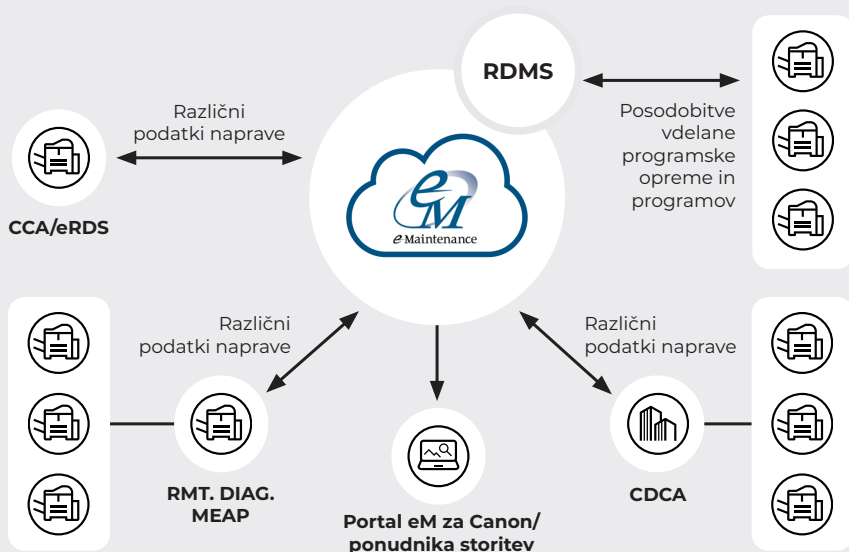 RDMS
Različni
podatki naprave
Posodobitve
vdelane
programske
opreme in
programov
eM
e-Maintenance
CCA/eRDS
Različni
podatki naprave
Različni
podatki naprave
RMT. DIAG.
MEAP
CDCA
Portal eM za Canon/
ponudnika storitev